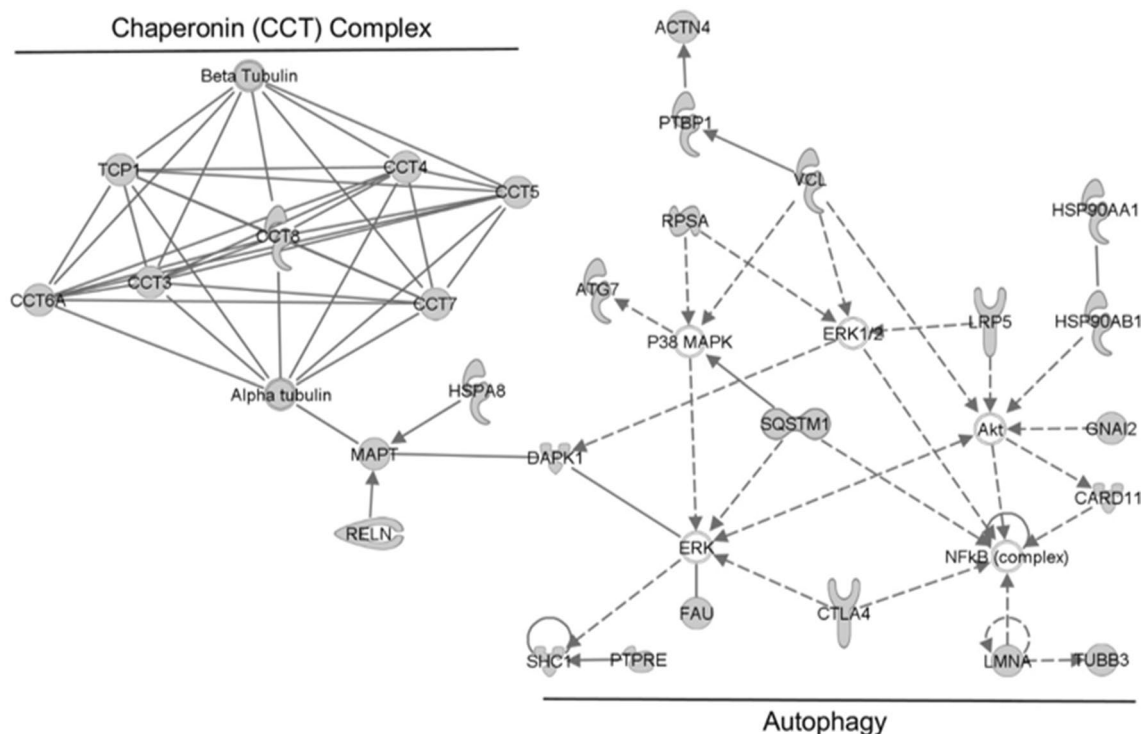 Chaperonin (CCT) Complex
Beta Tubulin
TCP1
CCT4
CCT5
CCT8
CCT3
CCT6A
CCT7
Alpha tubulin
HSPA8
MAPT
RELN
ACTN4
PTBP1
VCL
RPSA
HSP90AA1
ATG7
P38 MAPK
ERK1/2
LRP5
HSP90AB1
SQSTM1
Akt
GNAI2
DAPK1
CARD11
ERK
NFkB (complex)
FAU
CTLA4
SHC1
PTPRE
LMNA
TUBB3
Autophagy